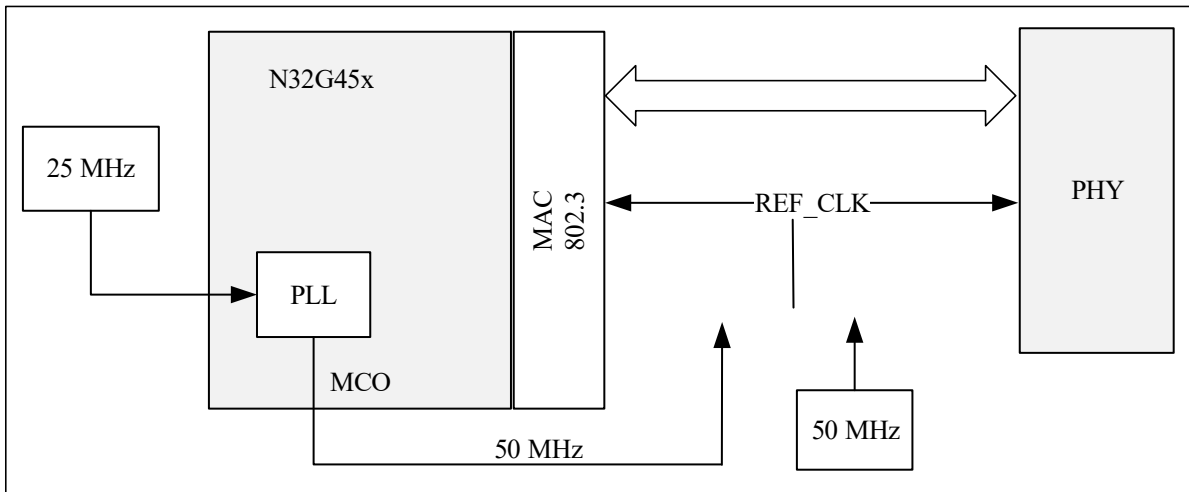 N32G45x
25 MHz
MAC
802.3
REF_CLK
PHY
PLL
MCO
50 MHz
50 MHz